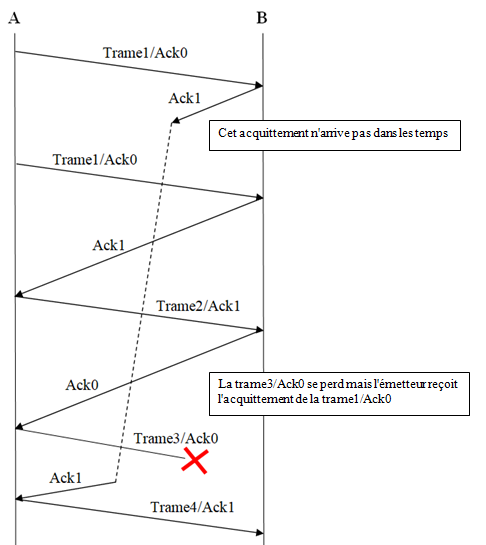 A
B
Trame1/Ack0
Ack1
Cet acquittement n'arrive pas dans les temps
Trame1/Ack0
Ack1
Trame2/Ack1
Ack0
La trame3/Ack0 se perd mais l'émetteur reçoit
l'acquittement de la trame1/Ack0
Trame3/Ack0
Ack1
Trame4/Ack1